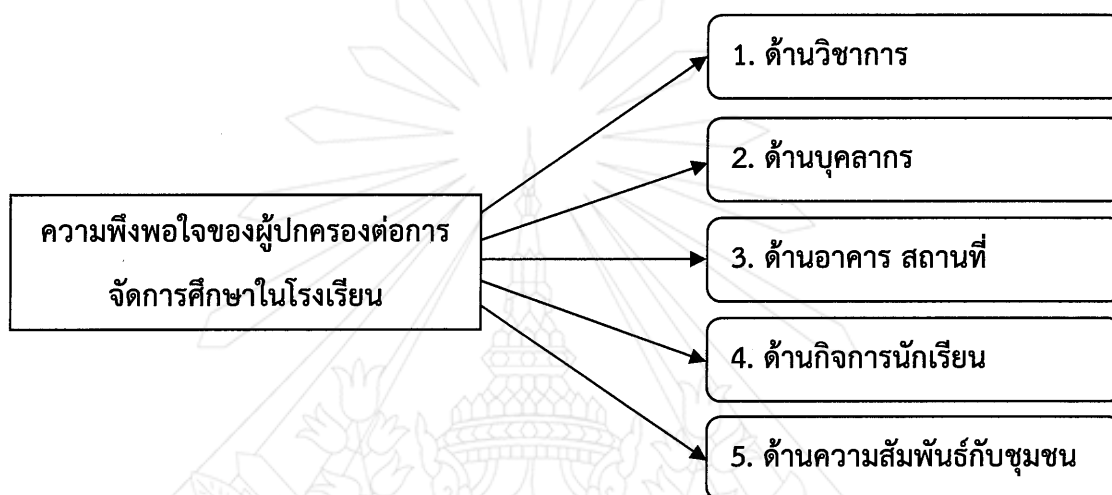 ความพึงพอใจของผู้ปกครองต่อการ
จัดการศึกษาในโรงเรียน
1. ด้านวิชาการ
2. ด้านบุคลากร
3. ด้านอาคาร สถานที่
4. ด้านกิจการนักเรียน
5. ด้านความสัมพันธ์กับชุมชน